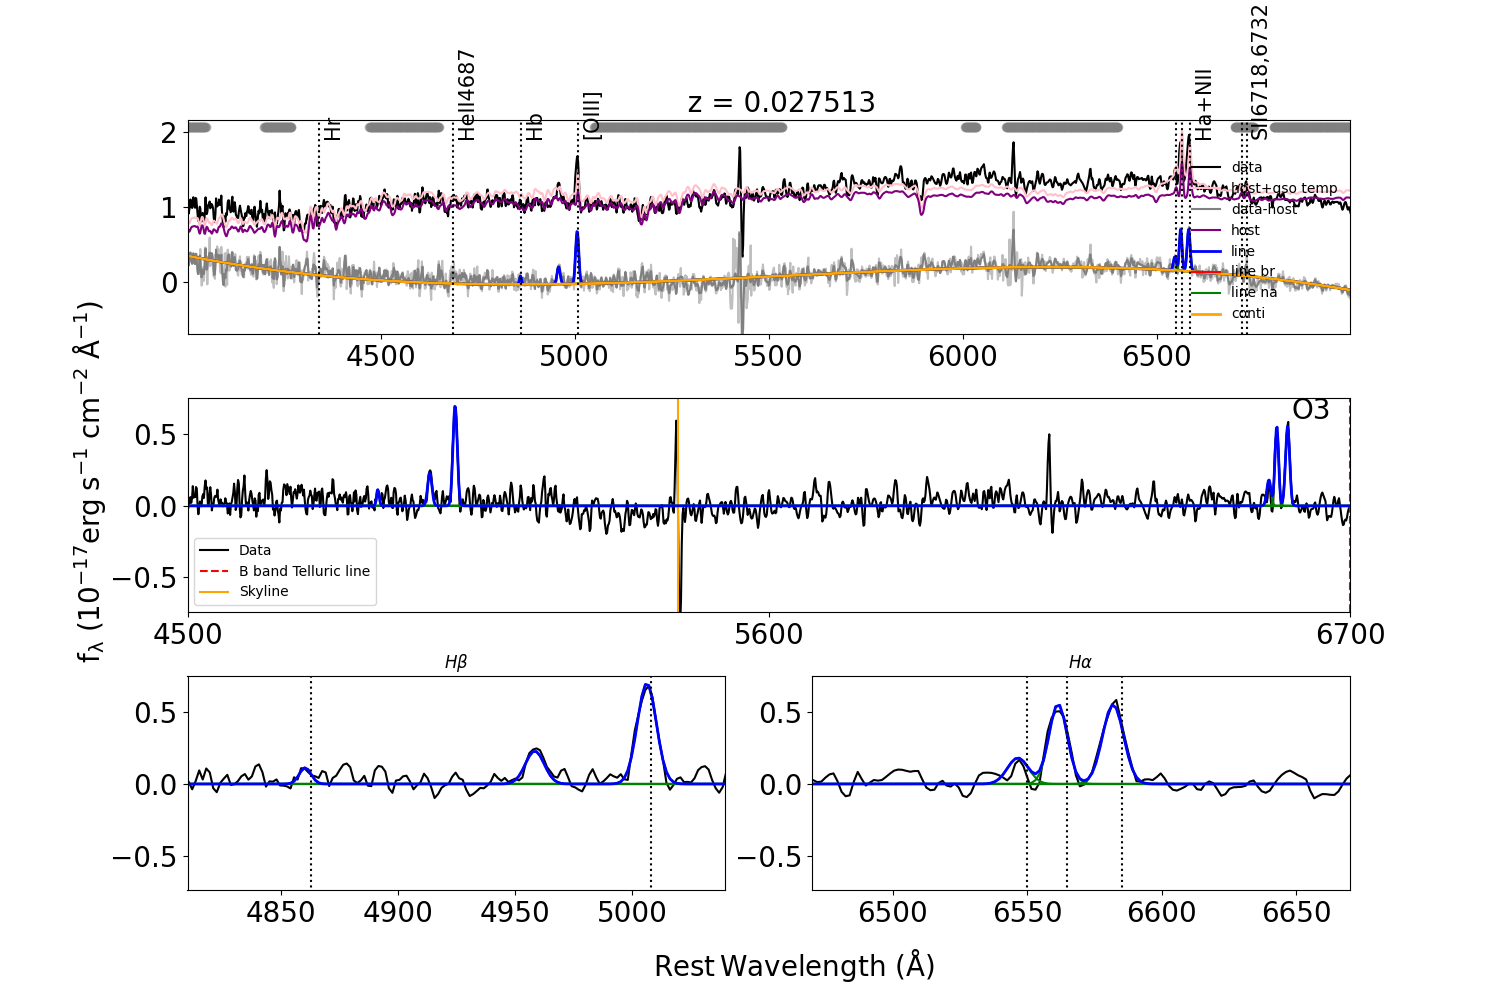 z = 0.027513
Hr
HeII4687
Hb
[OIII]
Ha+NII
SII6718,6732
2
1
0
data
host+qso temp
data-host
host
line
line br
line na
conti
4500 5000 5500 6000 6500
fλ (10⁻¹⁷erg s⁻¹ cm⁻² Å⁻¹)
O3
0.5
0.0
−0.5
Data
B band Telluric line
Skyline
4500 5600 6700
Hβ
0.5
0.0
−0.5
4850 4900 4950 5000
Hα
0.5
0.0
−0.5
6500 6550 6600 6650
Rest Wavelength (Å)